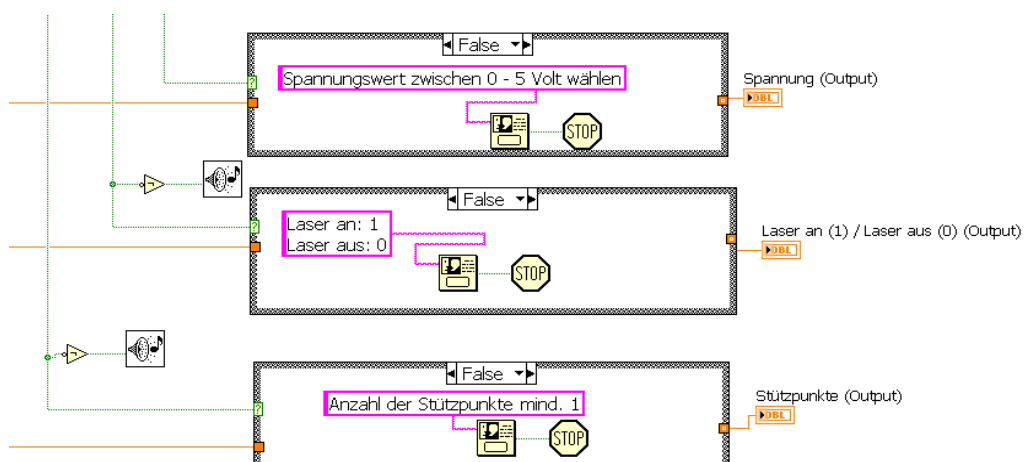 False
Spannungswert zwischen 0 - 5 Volt wählen
STOP
Spannung (Output)
DBL
False
Laser an: 1
Laser aus: 0
STOP
Laser an (1) / Laser aus (0) (Output)
DBL
False
Anzahl der Stützpunkte mind. 1
STOP
Stützpunkte (Output)
DBL